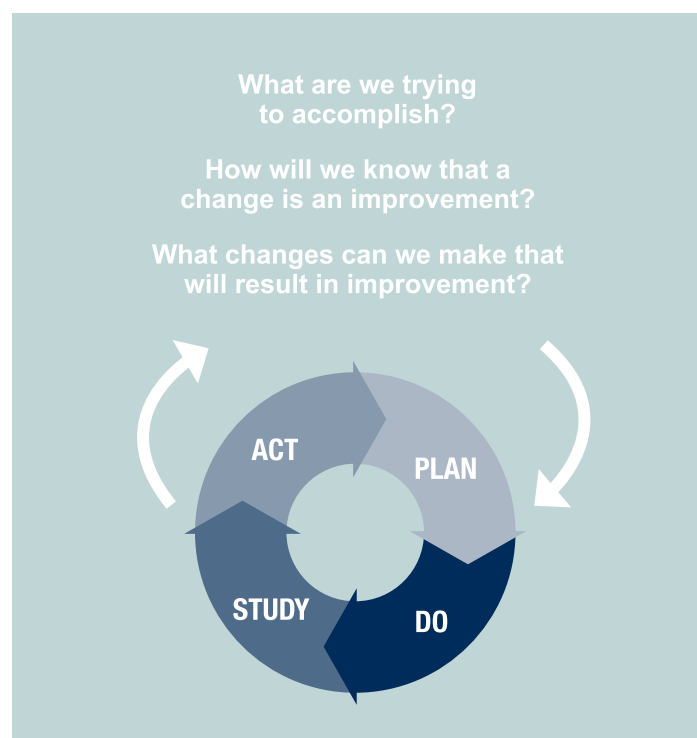 What are we trying
to accomplish?
How will we know that a
change is an improvement?
What changes can we make that
will result in improvement?
ACT
PLAN
STUDY
DO